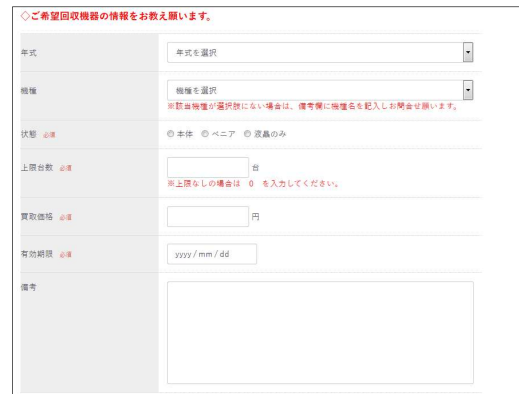 ◇ご希望回収機器の情報をお教え願います。
年式
年式を選択
機種
機種を選択
※該当機種が選択肢にない場合は、備考欄に機種名を記入しお問合せ願います。
状態 必須
本体 ベニア 液晶のみ
上限台数 必須
台
※上限なしの場合は 0 を入力してください。
買取価格 必須
円
有効期限 必須
yyyy / mm / dd
備考